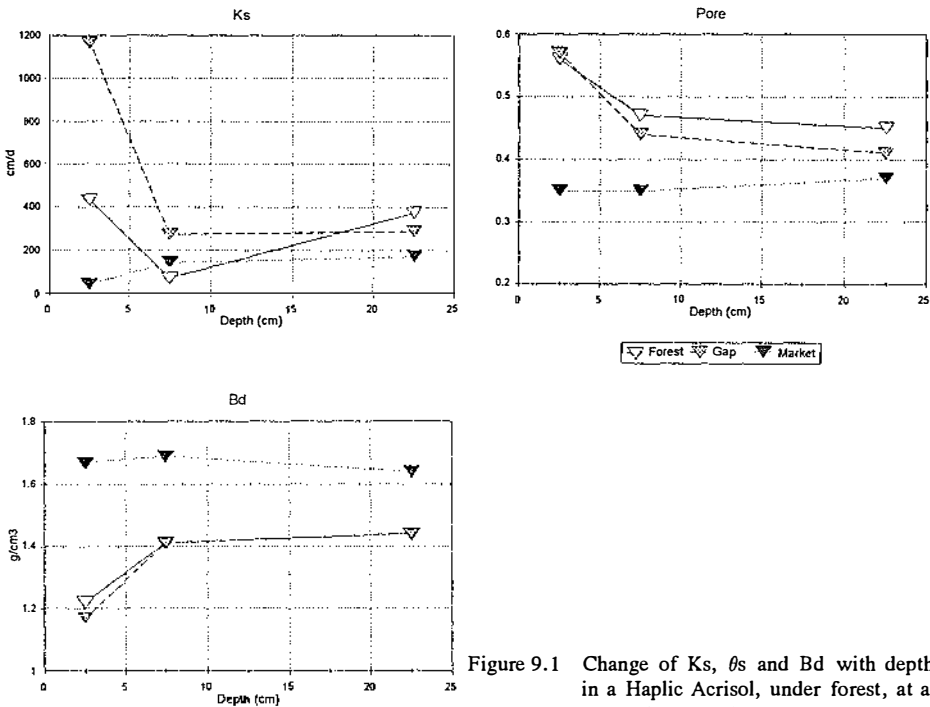 Ks
1200
1000
800
600
400
200
0
cm/d
0 5 10 15 20 25
Depth (cm)
Pore
0.6
0.5
0.4
0.3
0.2
0 5 10 15 20 25
Depth (cm)
Forest Gap Market
Bd
1.8
1.6
1.4
1.2
1
g/cm3
0 5 10 15 20 25
Depth (cm)
Figure 9.1 Change of Ks, θs and Bd with depth
in a Haplic Acrisol, under forest, at a